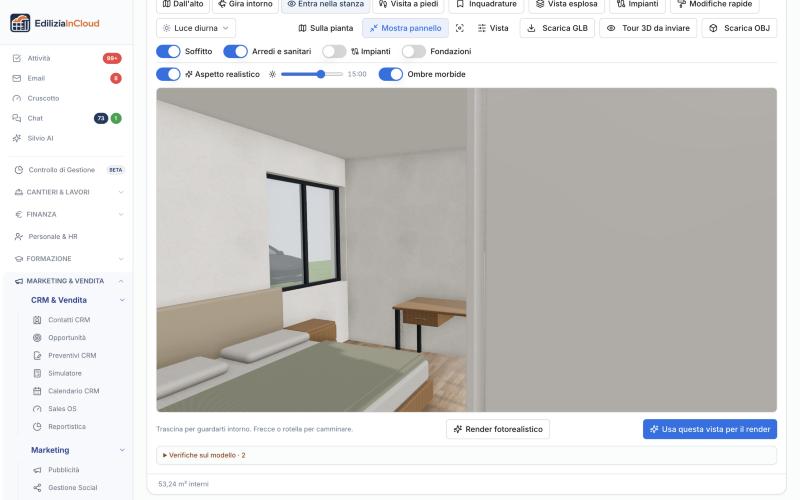 EdiliziaInCloud
Attività 99+
Email 8
Cruscotto
Chat 73 1
Silvio AI
Controllo di Gestione BETA
CANTIERI & LAVORI
FINANZA
Personale & HR
FORMAZIONE
MARKETING & VENDITA
CRM & Vendita
Contatti CRM
Opportunità
Preventivi CRM
Simulatore
Calendario CRM
Sales OS
Reportistica
Marketing
Pubblicità
Gestione Social
Dall'alto Gira intorno Entra nella stanza Visita a piedi Inquadrature Vista esplosa Impianti Modifiche rapide
Luce diurna Sulla pianta Mostra pannello Vista Scarica GLB Tour 3D da inviare Scarica OBJ
Soffitto Arredi e sanitari Impianti Fondazioni
Aspetto realistico 15:00 Ombre morbide
Trascina per guardarti intorno. Frecce o rotella per camminare. Render fotorealistico Usa questa vista per il render
Verifiche sul modello · 2
53,24 m² interni